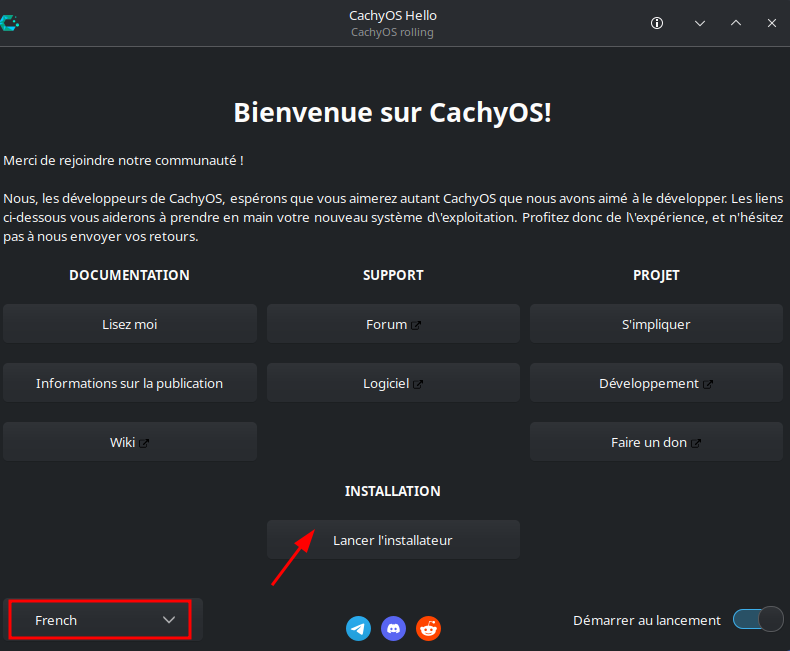 CachyOS Hello
CachyOS rolling
Bienvenue sur CachyOS!
Merci de rejoindre notre communauté !
Nous, les développeurs de CachyOS, espérons que vous aimerez autant CachyOS que nous avons aimé à le développer. Les liens
ci-dessous vous aiderons à prendre en main votre nouveau système d\'exploitation. Profitez donc de l\'expérience, et n'hésitez
pas à nous envoyer vos retours.
DOCUMENTATION SUPPORT PROJET
Lisez moi Forum S'impliquer
Informations sur la publication Logiciel Développement
Wiki Faire un don
INSTALLATION
Lancer l'installateur
French Démarrer au lancement